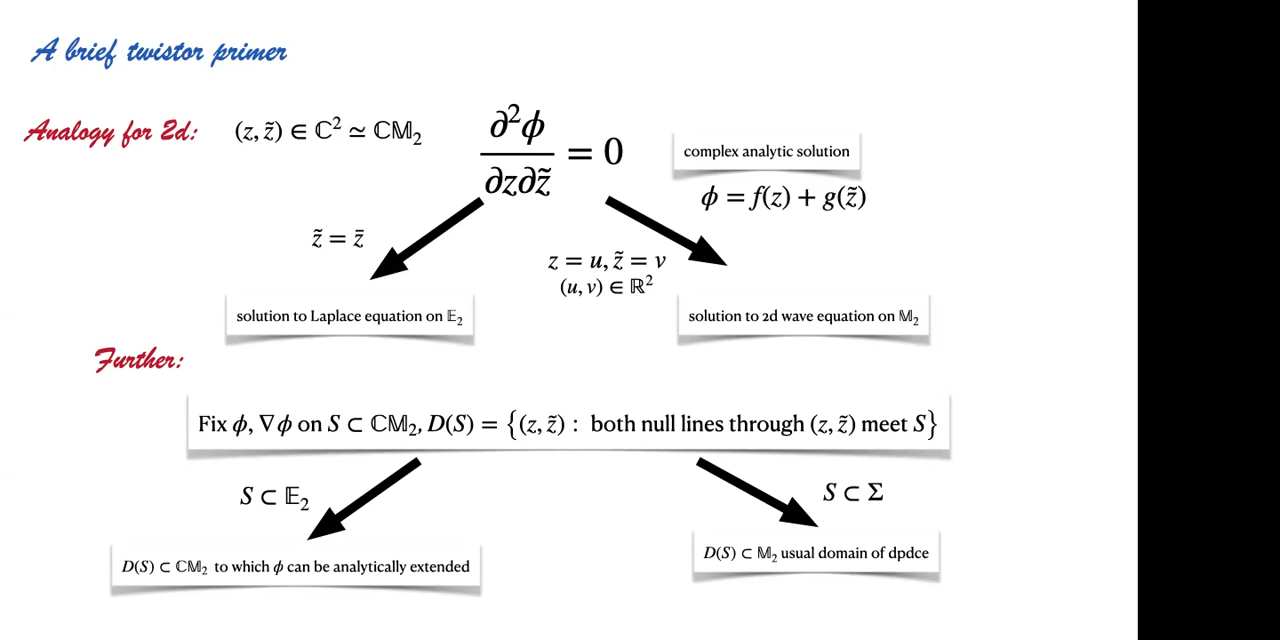 A brief twistor primer
Analogy for 2d: (z, z̃) ∈ ℂ² ≃ ℂ𝕄₂
∂²ϕ / ∂z∂z̃ = 0
complex analytic solution
ϕ = f(z) + g(z̃)
z̃ = z̄
z = u, z̃ = v
(u, v) ∈ ℝ²
solution to Laplace equation on 𝔼₂
solution to 2d wave equation on 𝕄₂
Further:
Fix ϕ, ∇ϕ on S ⊂ ℂ𝕄₂, D(S) = {(z, z̃) : both null lines through (z, z̃) meet S}
S ⊂ 𝔼₂
S ⊂ Σ
D(S) ⊂ ℂ𝕄₂ to which ϕ can be analytically extended
D(S) ⊂ 𝕄₂ usual domain of dpdce